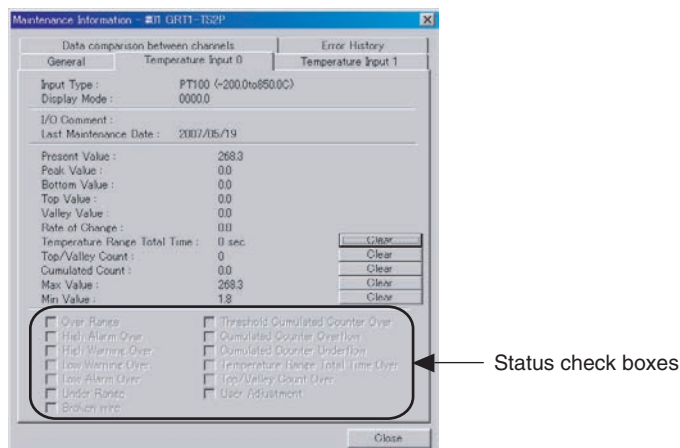 Maintenance Information - #01 GRT1-TS2P
Data comparison between channels
Error History
General
Temperature Input 0
Temperature Input 1
Input Type : PT100 (-200.0to850.0C)
Display Mode : 0000.0
I/O Comment :
Last Maintenance Date : 2007/05/19
Present Value : 268.3
Peak Value : 0.0
Bottom Value : 0.0
Top Value : 0.0
Valley Value : 0.0
Rate of Change : 0.0
Temperature Range Total Time : 0 sec. Clear
Top/Valley Count : 0 Clear
Cumulated Count : 0.0 Clear
Max Value : 268.3 Clear
Min Value : 1.8 Clear
Over Range
High Alarm Over
High Warning Over
Low Warning Over
Low Alarm Over
Under Range
Broken wire
Threshold Cumulated Counter Over
Cumulated Counter Overflow
Cumulated Counter Underflow
Temperature Range Total Time Over
Top/Valley Count Over
User Adjustment
Status check boxes
Close